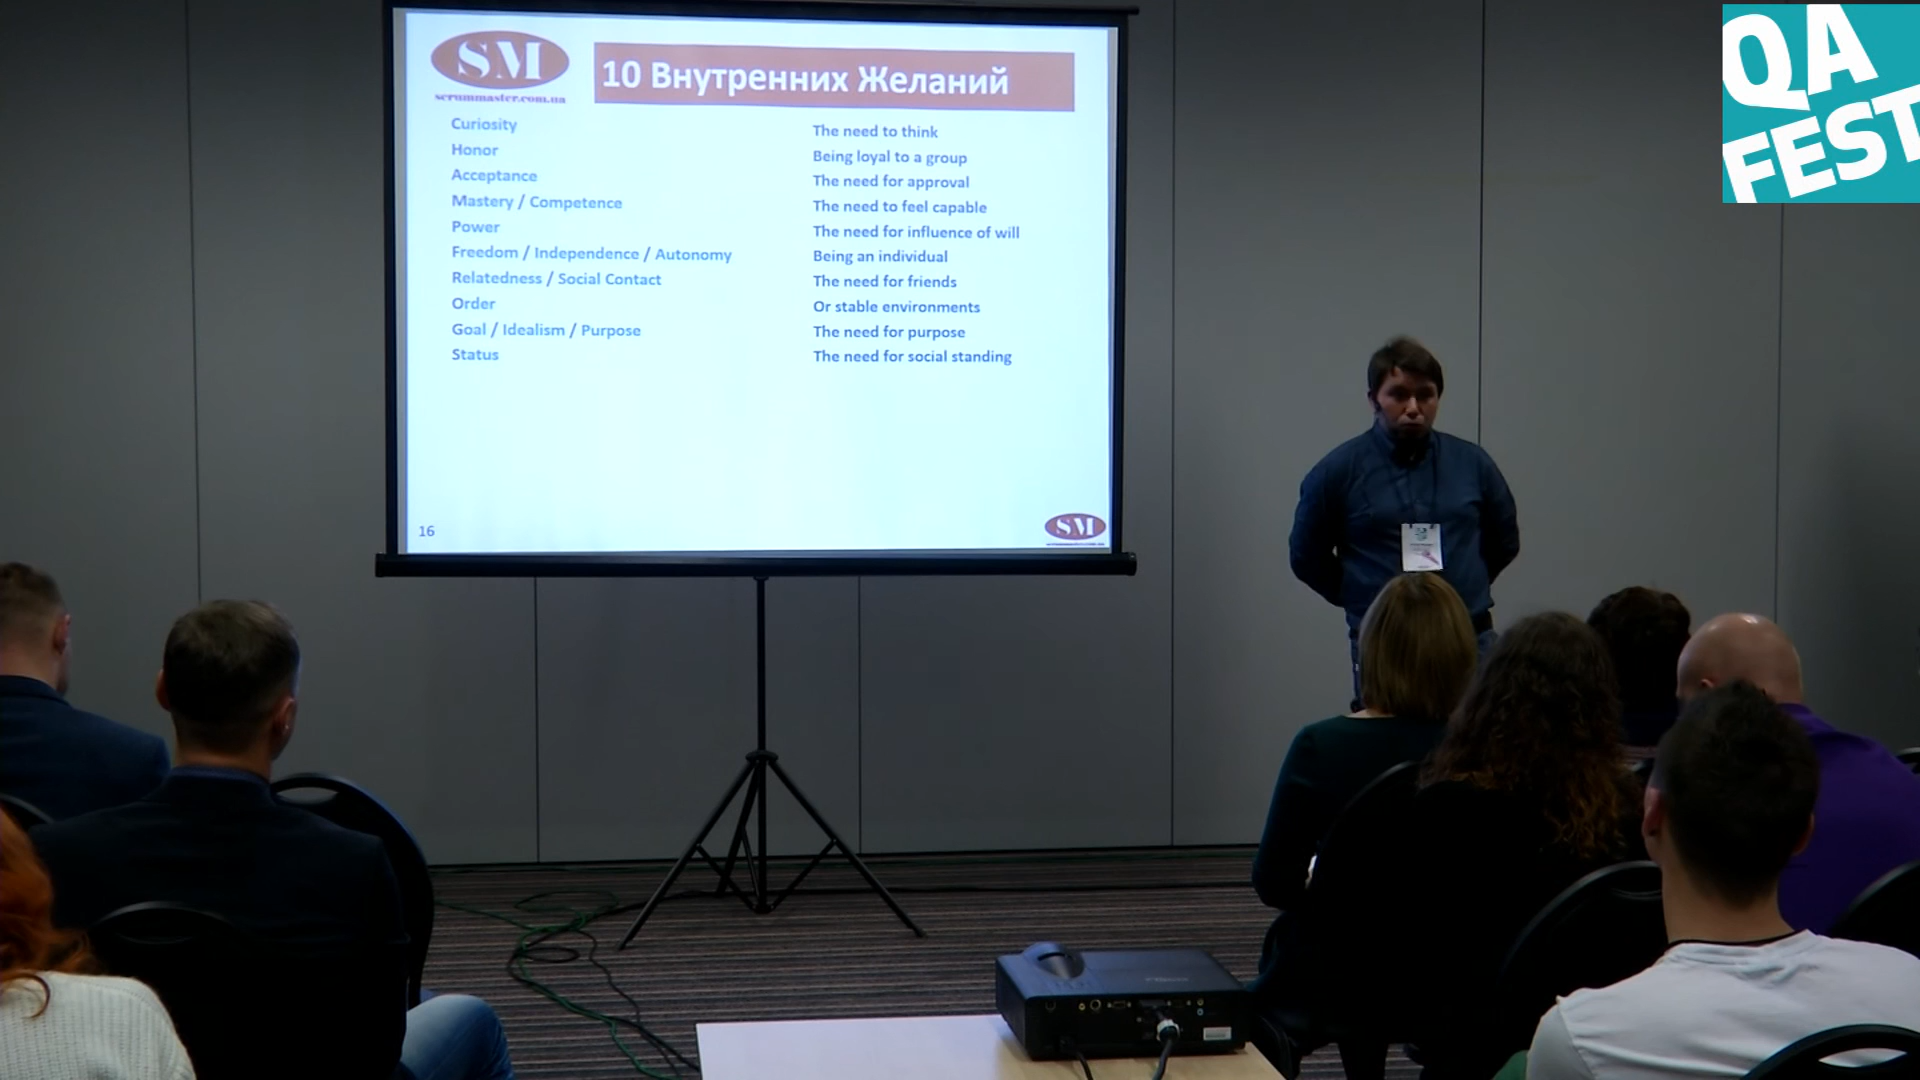 SM
scrummaster.com.ua
10 Внутренних Желаний
Curiosity The need to think
Honor Being loyal to a group
Acceptance The need for approval
Mastery / Competence The need to feel capable
Power The need for influence of will
Freedom / Independence / Autonomy Being an individual
Relatedness / Social Contact The need for friends
Order Or stable environments
Goal / Idealism / Purpose The need for purpose
Status The need for social standing
16
SM
QA
FEST